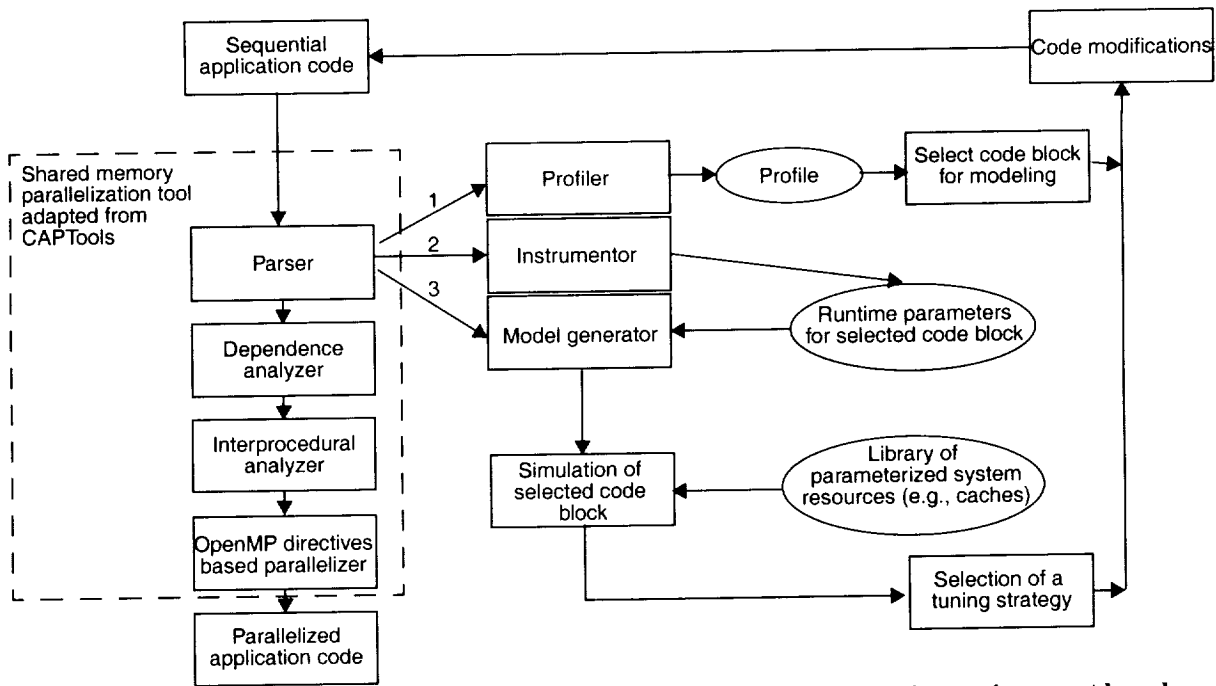 Sequential
application code
Code modifications
Shared memory
parallelization tool
adapted from
CAPTools
1
Profiler
Profile
Select code block
for modeling
Parser
2
Instrumentor
3
Model generator
Runtime parameters
for selected code block
Dependence
analyzer
Interprocedural
analyzer
Simulation of
selected code
block
Library of
parameterized system
resources (e.g., caches)
OpenMP directives
based parallelizer
Selection of a
tuning strategy
Parallelized
application code